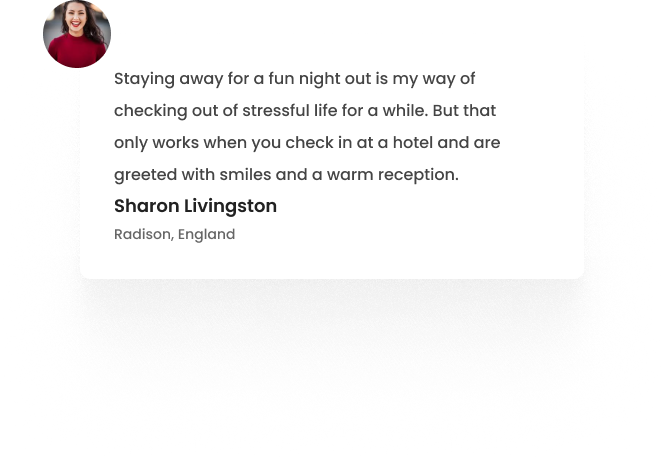 Staying away for a fun night out is my way of
checking out of stressful life for a while. But that
only works when you check in at a hotel and are
greeted with smiles and a warm reception.
Sharon Livingston
Radison, England